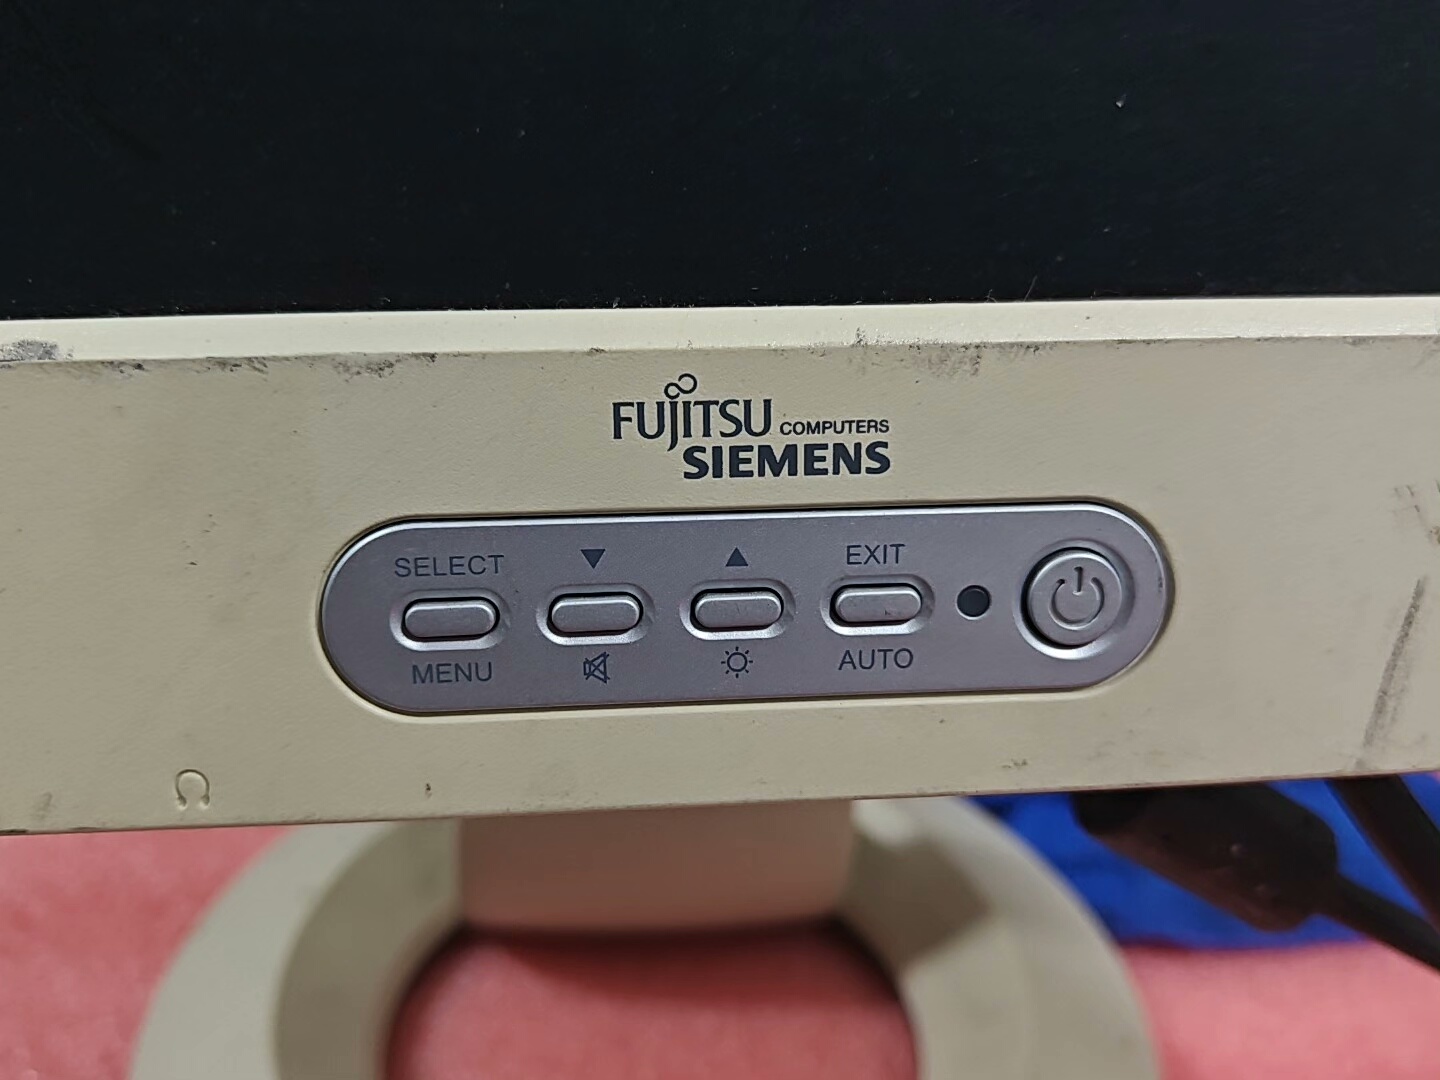 FUJITSU COMPUTERS
SIEMENS
SELECT ▼ ▲ EXIT
MENU AUTO